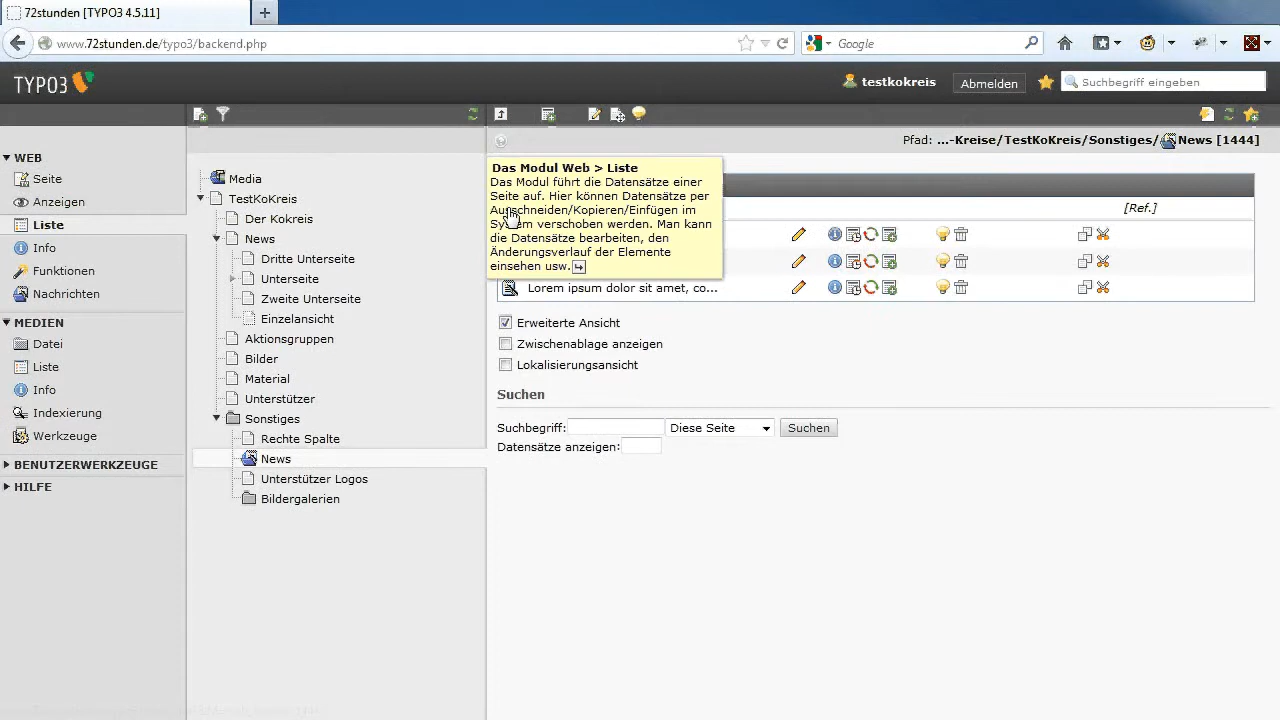 72stunden [TYPO3 4.5.11]
www.72stunden.de/typo3/backend.php
Google
TYPO3
testkokreis
Abmelden
Suchbegriff eingeben
Pfad: ...-Kreise/TestKoKreis/Sonstiges/ News [1444]
WEB
Seite
Anzeigen
Liste
Info
Funktionen
Nachrichten
MEDIEN
Datei
Liste
Info
Indexierung
Werkzeuge
BENUTZERWERKZEUGE
HILFE
Media
TestKoKreis
Der Kokreis
News
Dritte Unterseite
Unterseite
Zweite Unterseite
Einzelansicht
Aktionsgruppen
Bilder
Material
Unterstützer
Sonstiges
Rechte Spalte
News
Unterstützer Logos
Bildergalerien
Das Modul Web > Liste
Das Modul führt die Datensätze einer
Seite auf. Hier können Datensätze per
Ausschneiden/Kopieren/Einfügen im
System verschoben werden. Man kann
die Datensätze bearbeiten, den
Änderungsverlauf der Elemente
einsehen usw.
[Ref.]
Lorem ipsum dolor sit amet, co...
Erweiterte Ansicht
Zwischenablage anzeigen
Lokalisierungsansicht
Suchen
Suchbegriff: Diese Seite Suchen
Datensätze anzeigen: